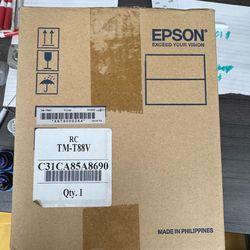 EPSON®
EXCEED YOUR VISION
RC
TM-T88V
C31CA85A8690
Qty. 1
MADE IN PHILIPPINES